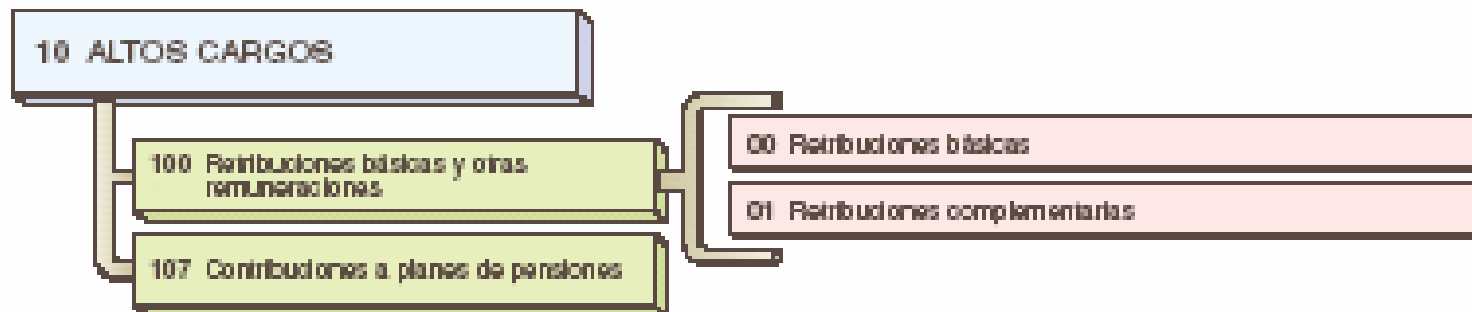 10 ALTOS CARGOS
100 Retribuciones básicas y otras
remuneraciones
107 Contribuciones a planes de pensiones
00 Retribuciones básicas
01 Retribuciones complementarias